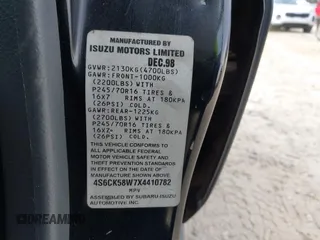 MANUFACTURED BY
ISUZU MOTORS LIMITED
DEC.98
GVWR:2130KG(4700LBS)
GAWR:FRONT-1000KG
(2200LBS) WITH
P245/70R16 TIRES &
16X7 RIMS AT 180KPA
(26PSI) COLD.
GAWR:REAR-1225KG
(2700LBS) WITH
P245/70R16 TIRES &
16X7 RIMS AT 180KPA
(26PSI) COLD.
THIS VEHICLE CONFORMS
TO ALL APPLICABLE
FEDERAL MOTOR VEHICLE
SAFETY AND THEFT
PREVENTION STANDARDS
IN EFFECT ON THE DATE
OF MANUFACTURE SHOWN
ABOVE.
4S6CK58W7X4410782
MPV
ASSEMBLED BY SUBARU-ISUZU
AUTOMOTIVE INC.